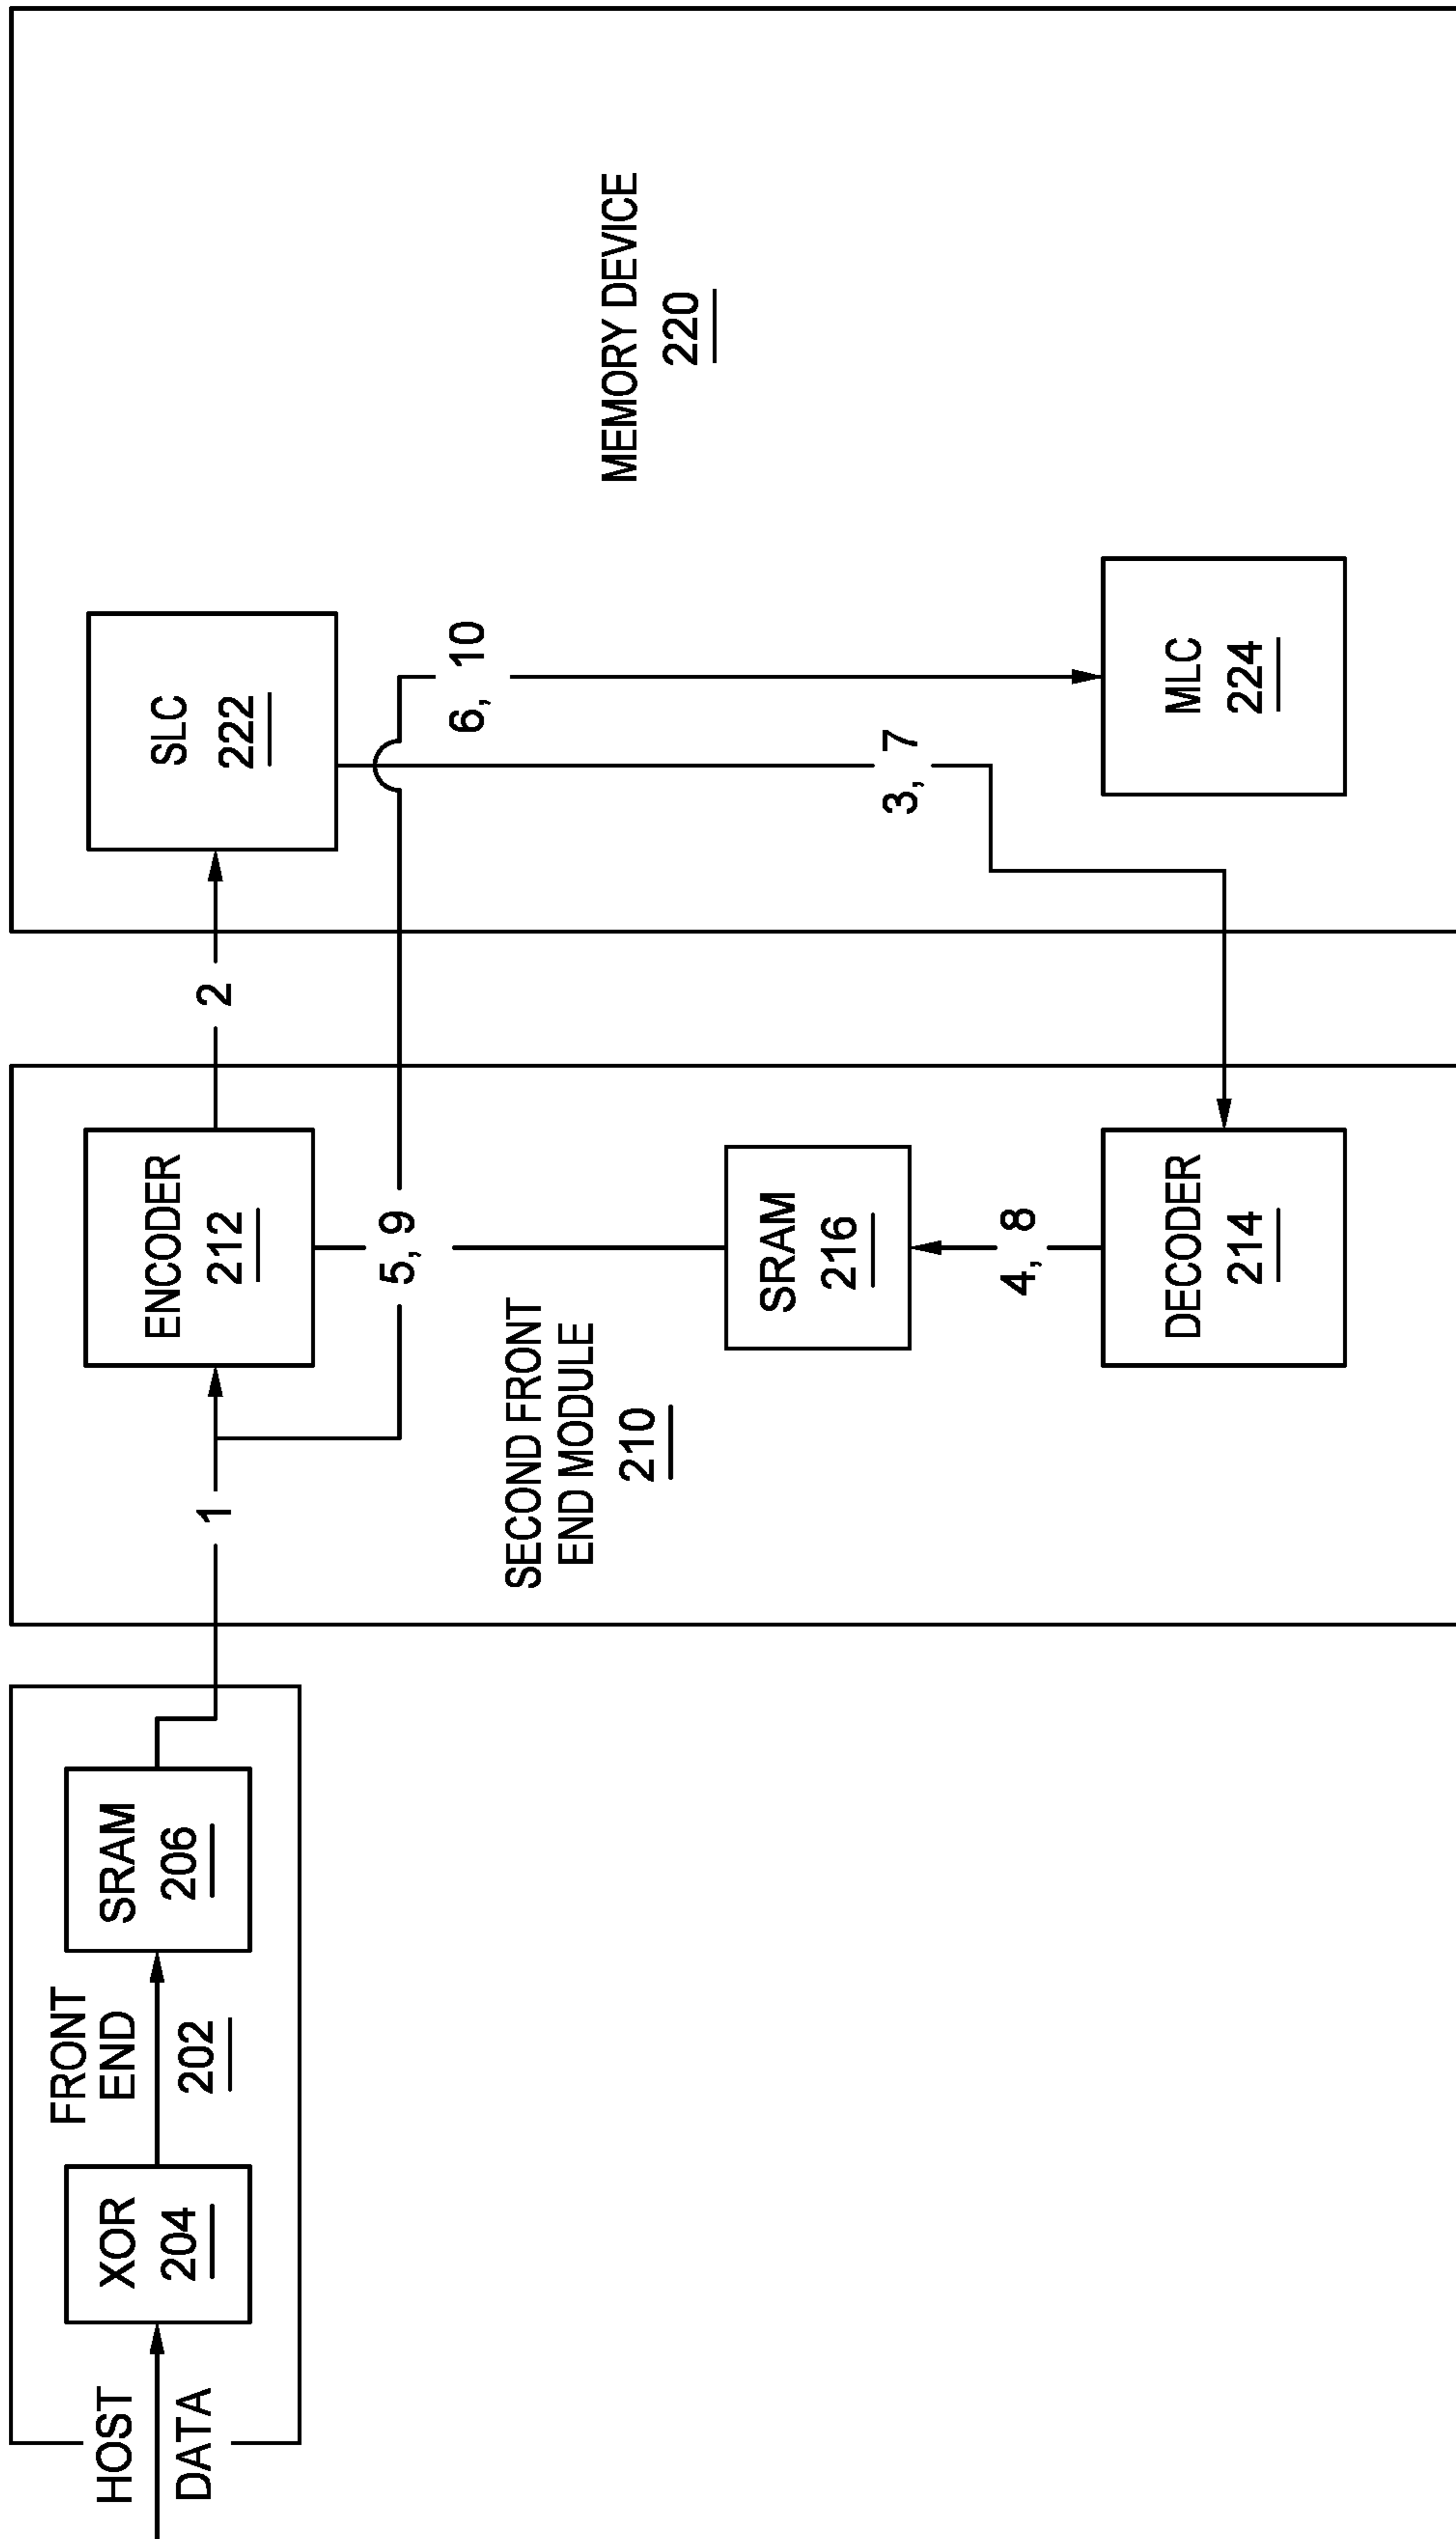 HOST
DATA
XOR
204
FRONT
END
202
SRAM
206
1
SECOND FRONT
END MODULE
210
ENCODER
212
5, 9
SRAM
216
4, 8
DECODER
214
2
SLC
222
6, 10
3, 7
MLC
224
MEMORY DEVICE
220